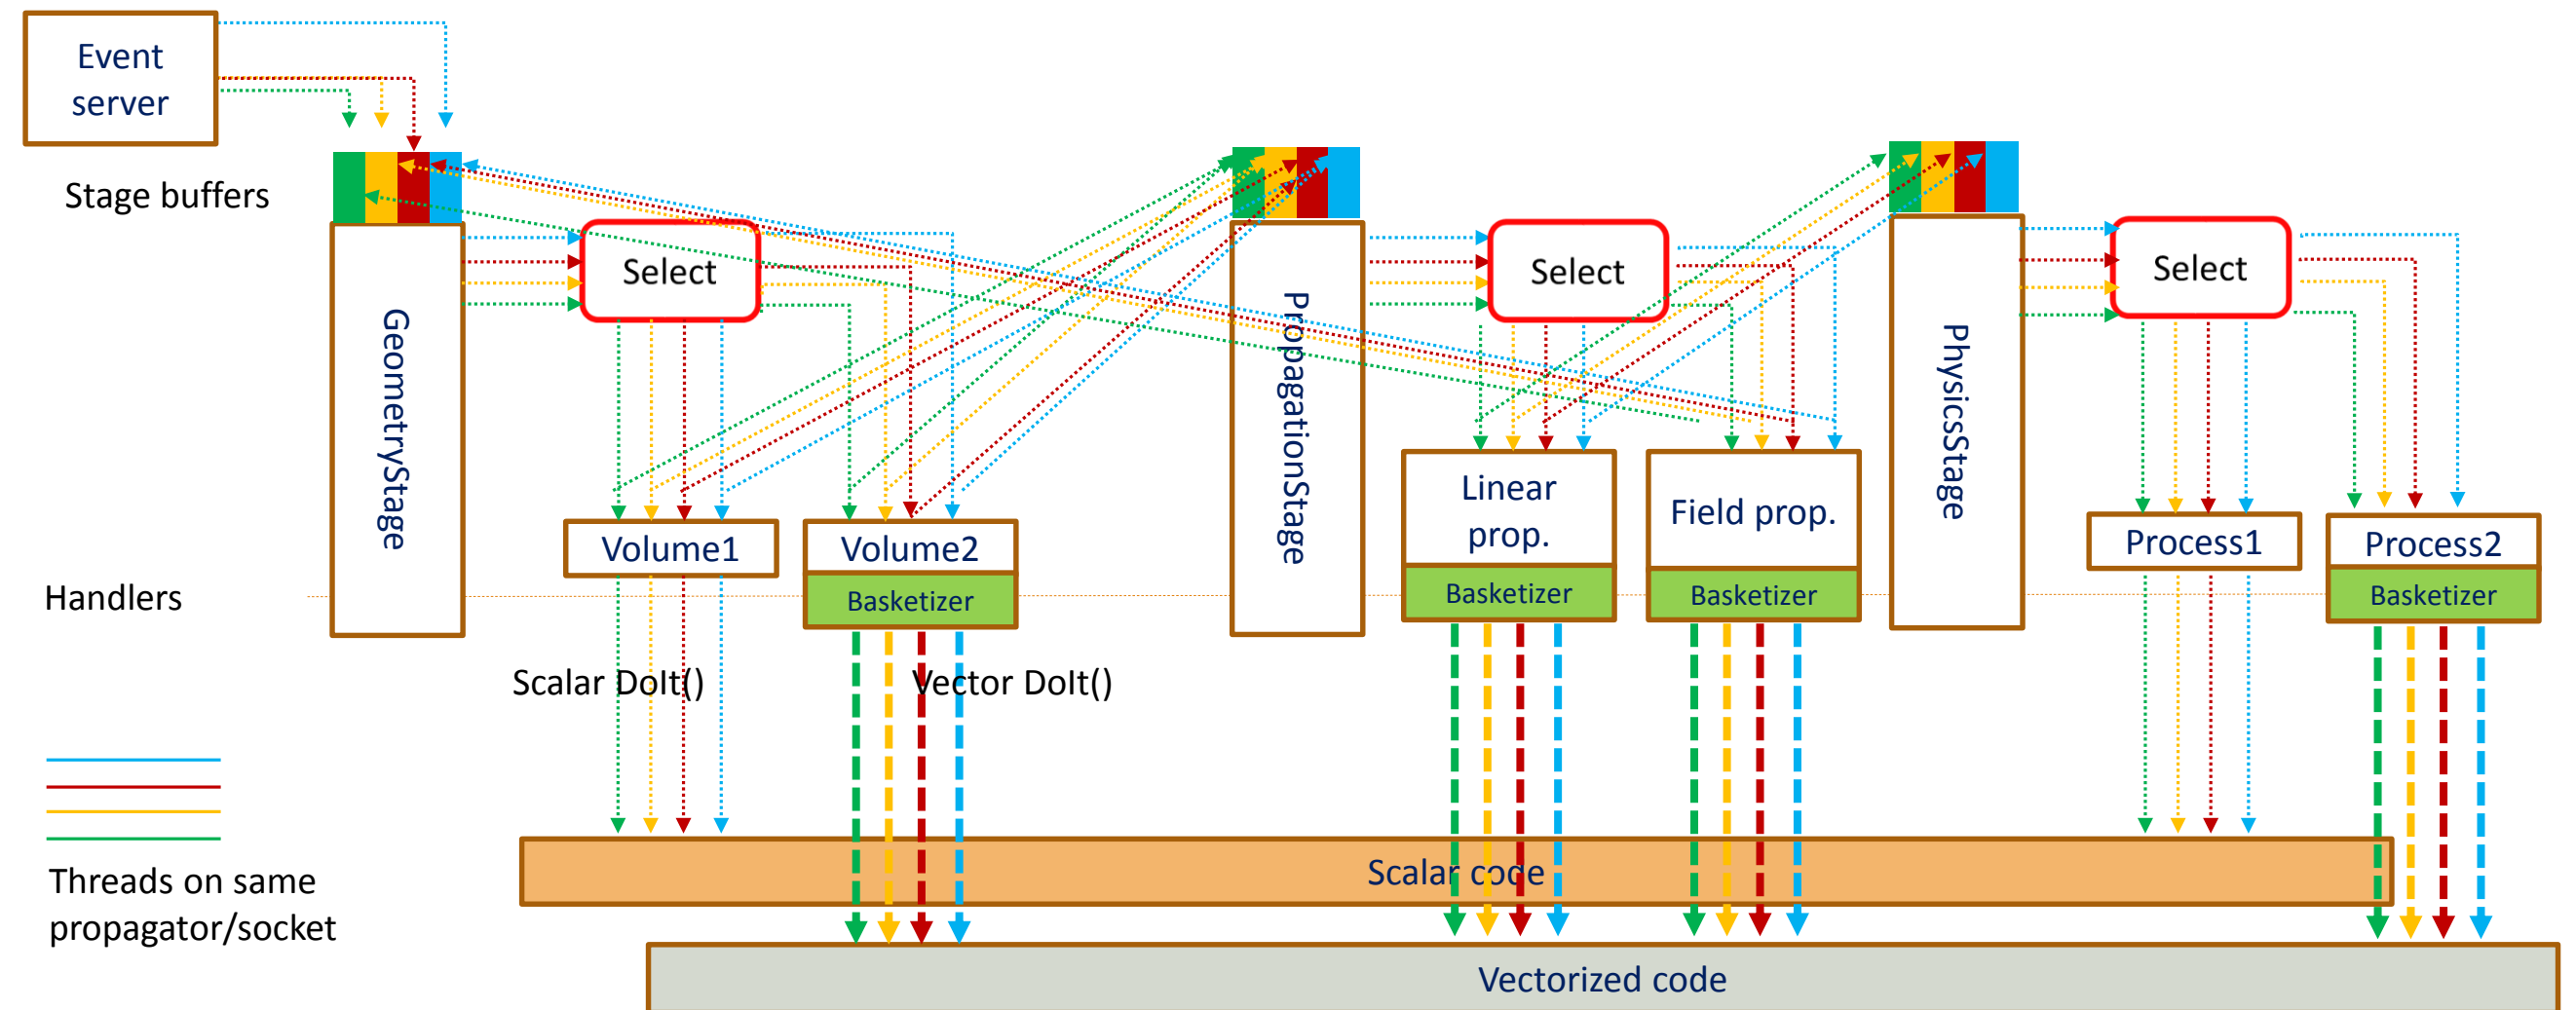 Event
server
Stage buffers
Select
Select
Select
GeometryStage
PropagationStage
PhysicsStage
Linear
prop.
Field prop.
Volume1
Volume2
Process1
Process2
Handlers
Basketizer
Basketizer
Basketizer
Basketizer
Scalar DoIt()
Vector DoIt()
Threads on same
propagator/socket
Scalar code
Vectorized code